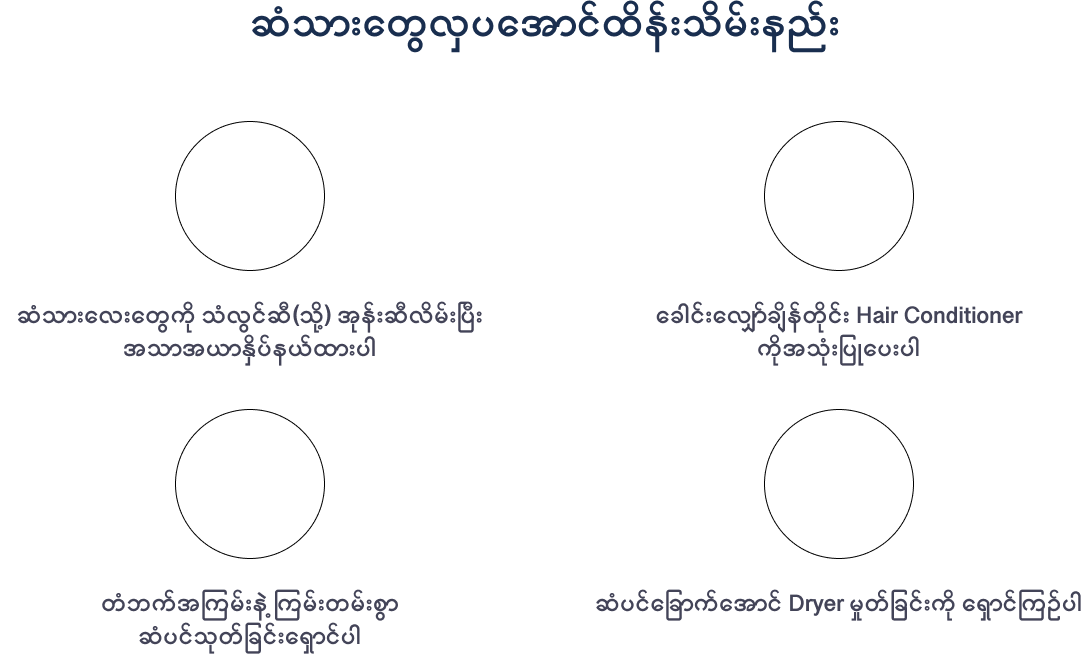 ဆံသားတွေလှပအောင်ထိန်းသိမ်းနည်း
ဆံသားလေးတွေကို သံလွင်ဆီ(သို့) အုန်းဆီလိမ်းပြီး
အသာအယာနှိပ်နယ်ထားပါ
ခေါင်းလျှော်ချိန်တိုင်း Hair Conditioner
ကိုအသုံးပြုပေးပါ
တံဘက်အကြမ်းနဲ့ ကြမ်းတမ်းစွာ
ဆံပင်သုတ်ခြင်းရှောင်ပါ
ဆံပင်ခြောက်အောင် Dryer မှုတ်ခြင်းကို ရှောင်ကြဉ်ပါ